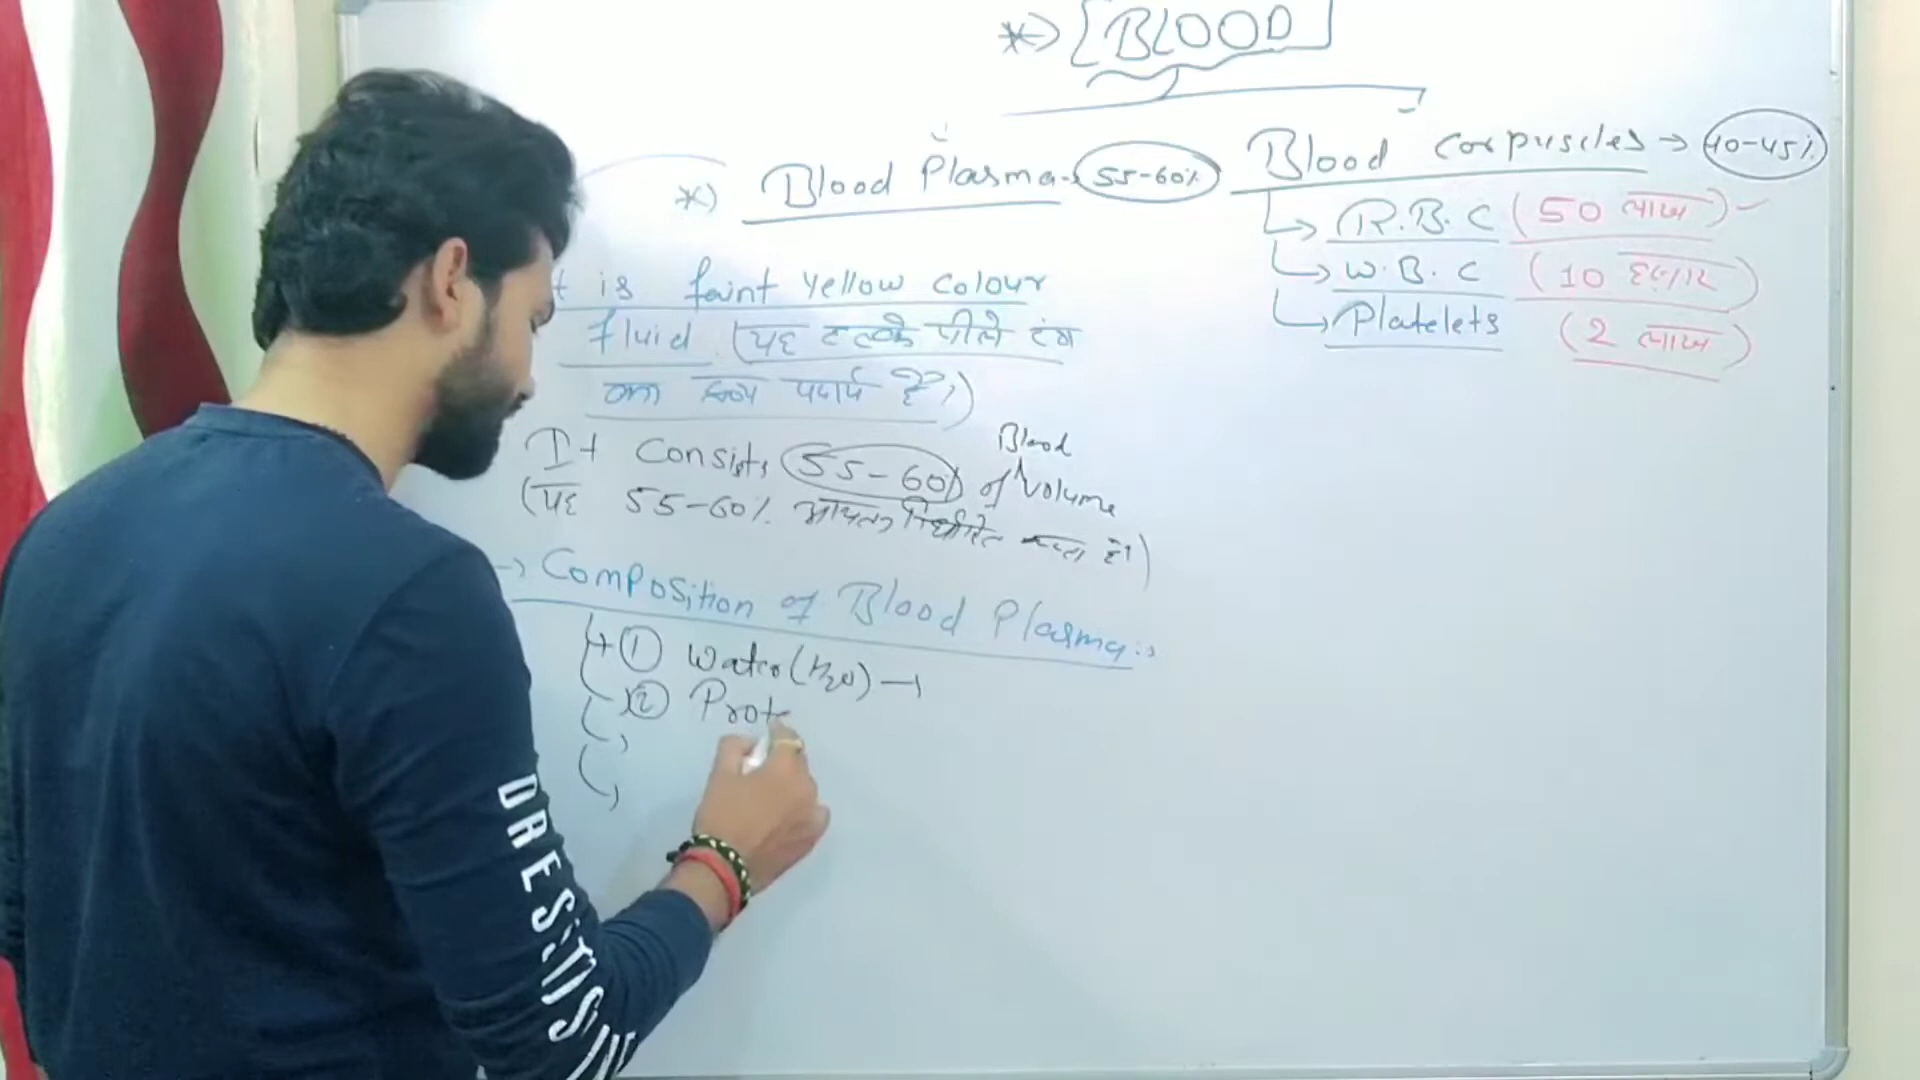 *→ [BLOOD]
*) Blood Plasma → 55-60%
Blood Corpuscles → 40-45%
↳ R.B.C (50 लाख)
↳ W.B.C (10 हजार)
↳ Platelets (2 लाख)
t is faint yellow colour
fluid (यह हल्के पीले रंग
का द्रव्य पदार्थ है।)
It Consists 55-60% of Blood Volume
(यह 55-60% आयतन निर्धारित करता है।)
→ Composition of Blood Plasma :
① Water (H2O) →
② Prote
DRESSITSIN